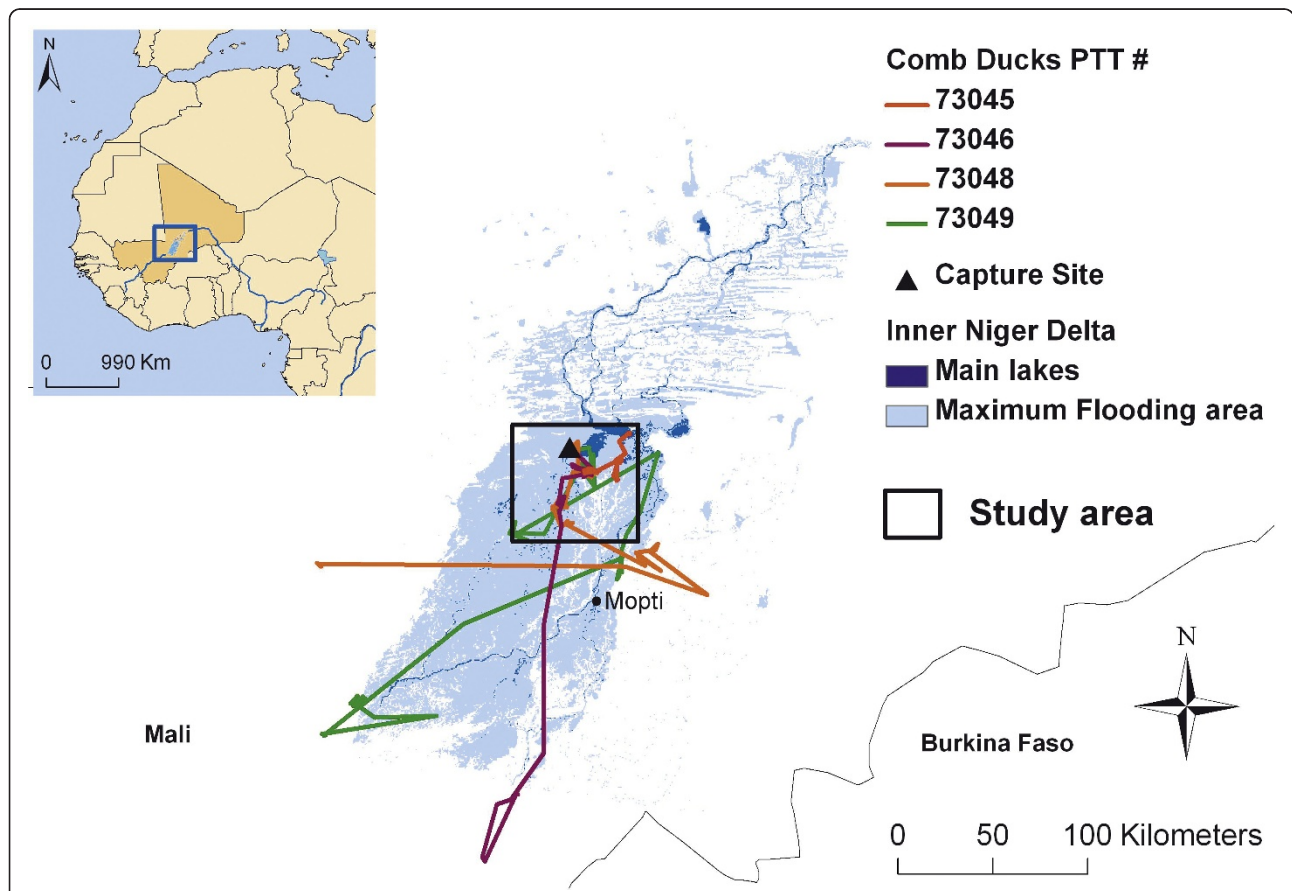 N
0 990 Km
Comb Ducks PTT #
73045
73046
73048
73049
Capture Site
Inner Niger Delta
Main lakes
Maximum Flooding area
Study area
Mopti
Mali
N
Burkina Faso
0 50 100 Kilometers